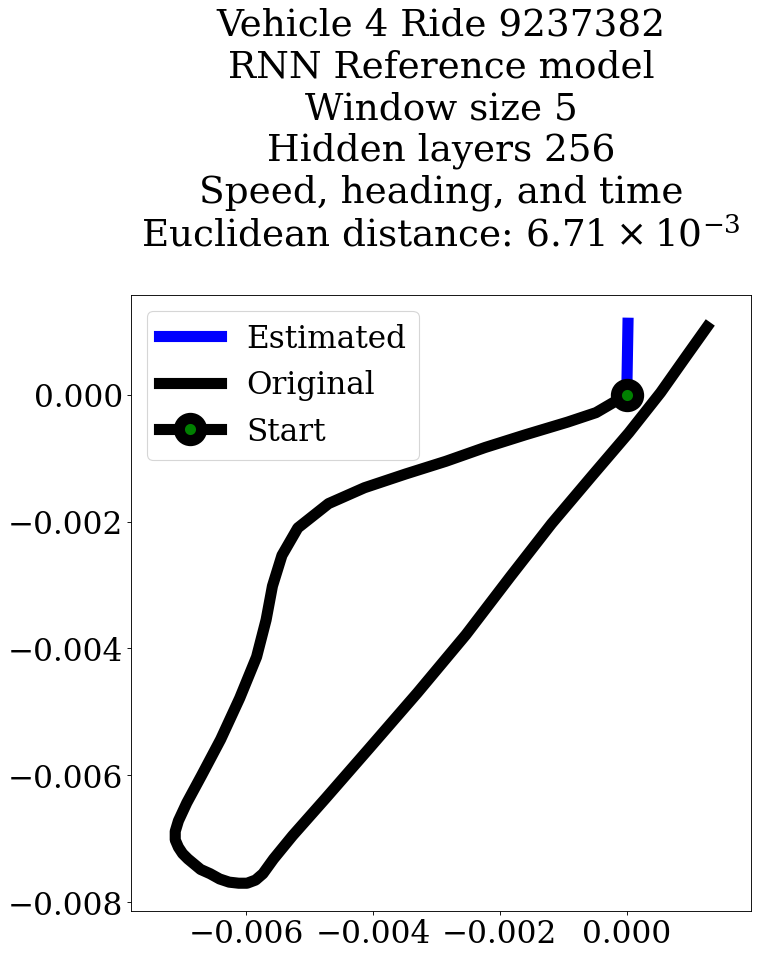 Vehicle 4 Ride 9237382
RNN Reference model
Window size 5
Hidden layers 256
Speed, heading, and time
Euclidean distance: 6.71 × 10⁻³
Estimated
Original
Start
0.000
−0.002
−0.004
−0.006
−0.008
−0.006 −0.004 −0.002 0.000